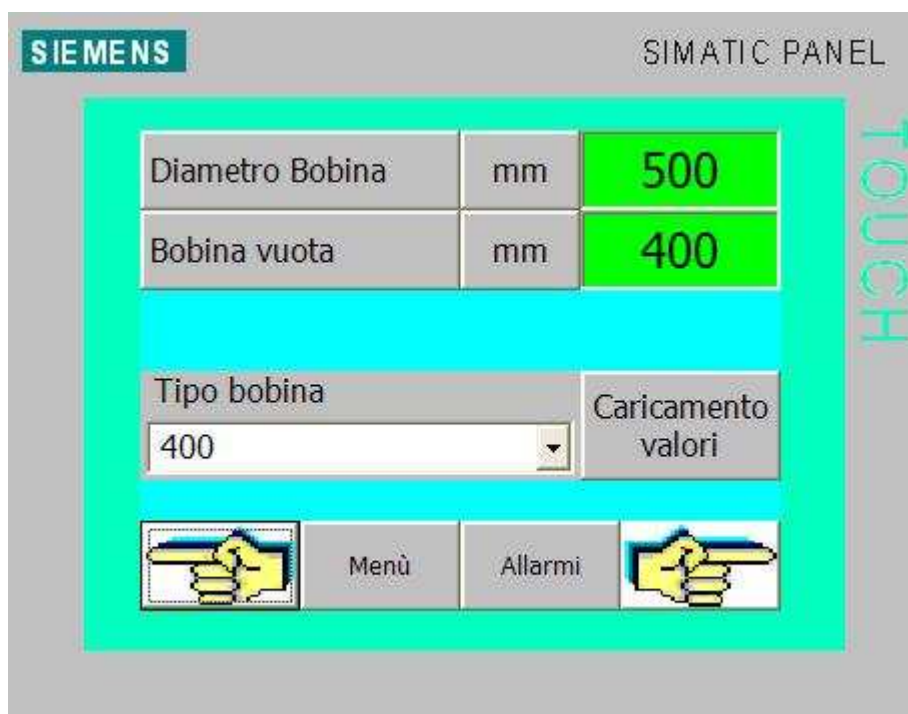 SIEMENS
SIMATIC PANEL
TOUCH
Diametro Bobina mm 500
Bobina vuota mm 400
Tipo bobina
400
Caricamento
valori
Menù Allarmi